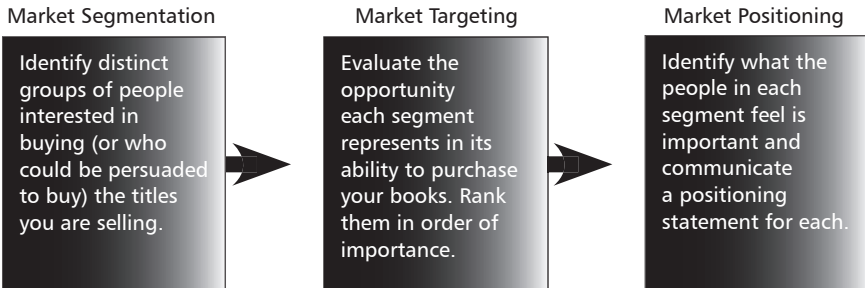 Market Segmentation
Identify distinct
groups of people
interested in
buying (or who
could be persuaded
to buy) the titles
you are selling.
Market Targeting
Evaluate the
opportunity
each segment
represents in its
ability to purchase
your books. Rank
them in order of
importance.
Market Positioning
Identify what the
people in each
segment feel is
important and
communicate
a positioning
statement for each.